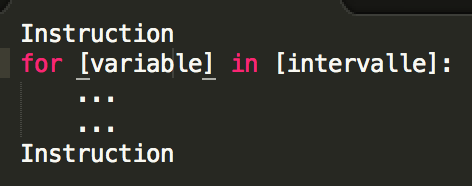 Instruction
for [variable] in [intervalle]:
    ...
    ...
Instruction